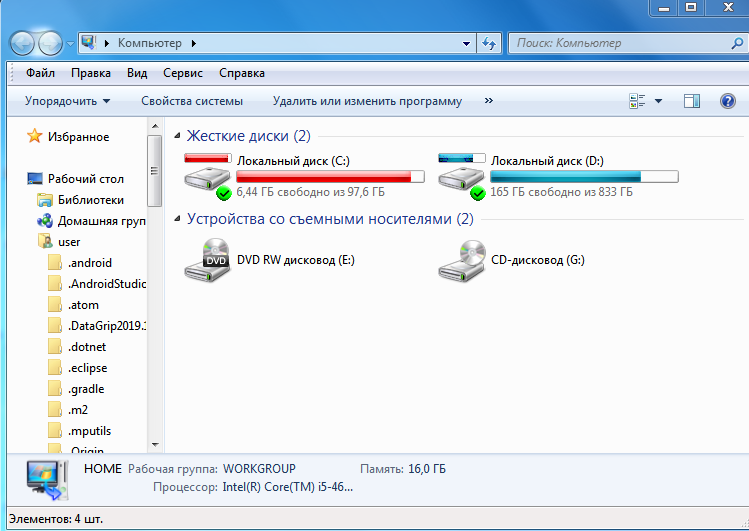 Компьютер
Поиск: Компьютер
Файл Правка Вид Сервис Справка
Упорядочить Свойства системы Удалить или изменить программу »
Избранное
Рабочий стол
Библиотеки
Домашняя груп
user
.android
.AndroidStudio
.atom
.DataGrip2019.
.dotnet
.eclipse
.gradle
.m2
.mputils
.Origin
Жесткие диски (2)
Локальный диск (C:)
6,44 ГБ свободно из 97,6 ГБ
Локальный диск (D:)
165 ГБ свободно из 833 ГБ
Устройства со съемными носителями (2)
DVD
DVD RW дисковод (E:)
CD-дисковод (G:)
HOME Рабочая группа: WORKGROUP Память: 16,0 ГБ
Процессор: Intel(R) Core(TM) i5-46...
Элементов: 4 шт.